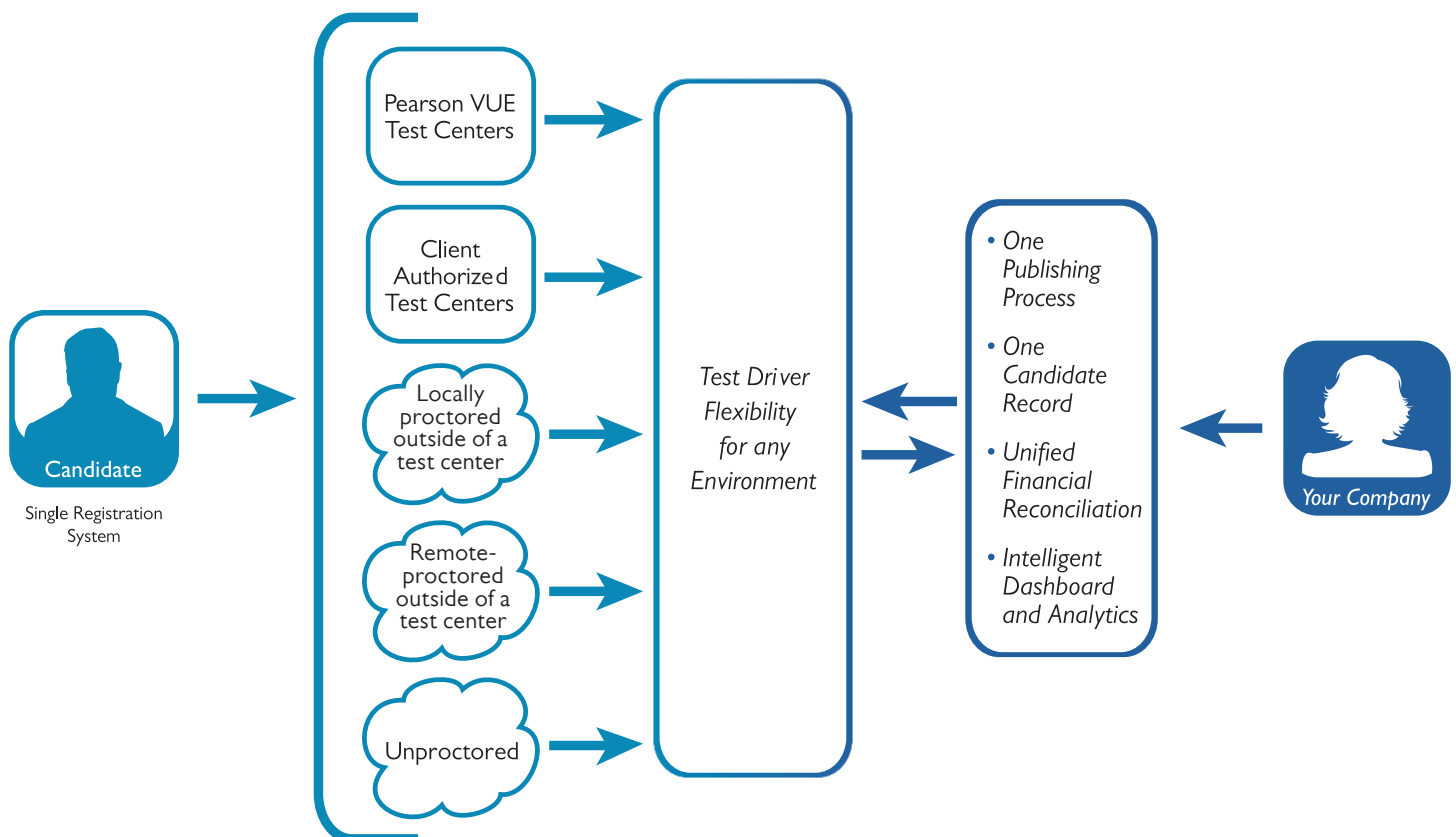 Candidate
Single Registration
System
Pearson VUE
Test Centers
Client
Authorized
Test Centers
Locally
proctored
outside of a
test center
Remote-
proctored
outside of a
test center
Unproctored
Test Driver
Flexibility
for any
Environment
• One
Publishing
Process
• One
Candidate
Record
• Unified
Financial
Reconciliation
• Intelligent
Dashboard
and Analytics
Your Company